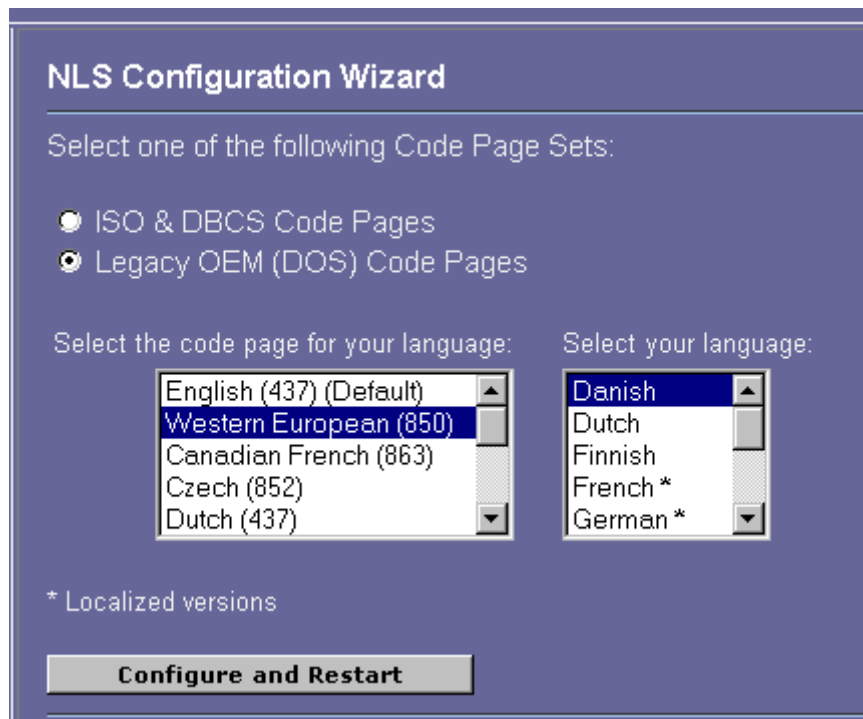 NLS Configuration Wizard
Select one of the following Code Page Sets:
ISO & DBCS Code Pages
Legacy OEM (DOS) Code Pages
Select the code page for your language:
English (437) (Default)
Western European (850)
Canadian French (863)
Czech (852)
Dutch (437)
Select your language:
Danish
Dutch
Finnish
French *
German *
* Localized versions
Configure and Restart